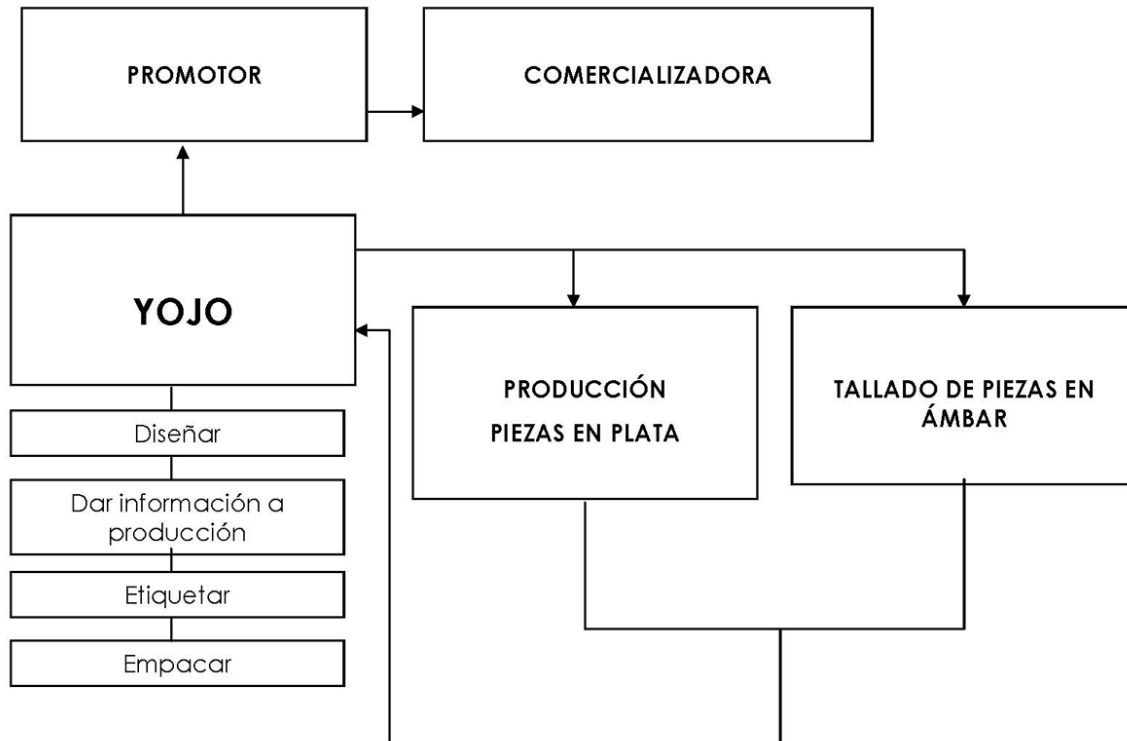 PROMOTOR
COMERCIALIZADORA
YOJO
PRODUCCIÓN
PIEZAS EN PLATA
TALLADO DE PIEZAS EN
ÁMBAR
Diseñar
Dar información a
producción
Etiquetar
Empacar